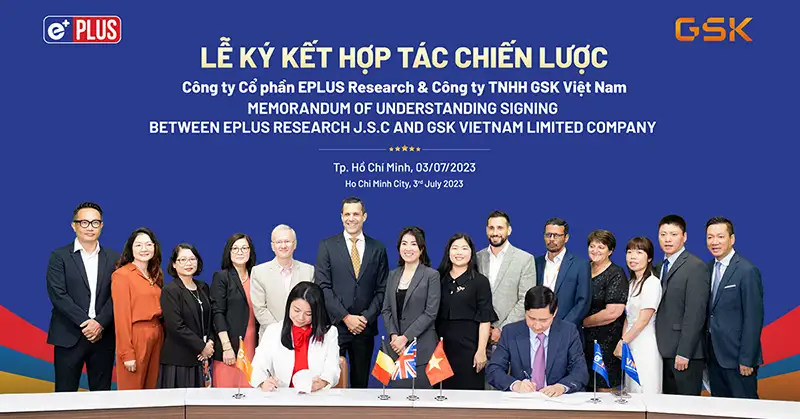 e+ PLUS
GSK
LỄ KÝ KẾT HỢP TÁC CHIẾN LƯỢC
Công ty Cổ phần EPLUS Research & Công ty TNHH GSK Việt Nam
MEMORANDUM OF UNDERSTANDING SIGNING
BETWEEN EPLUS RESEARCH J.S.C AND GSK VIETNAM LIMITED COMPANY
Tp. Hồ Chí Minh, 03/07/2023
Ho Chi Minh City, 3rd July 2023